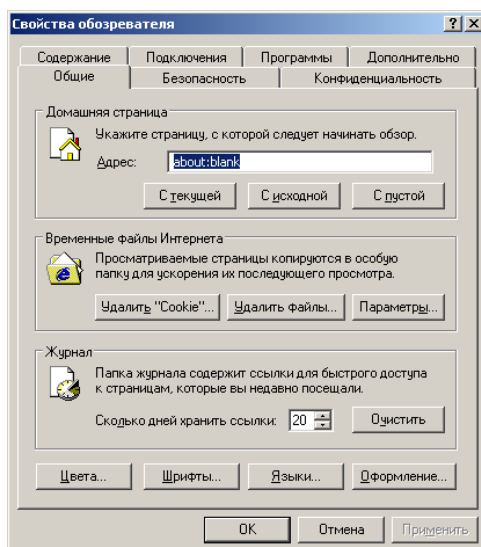 Свойства обозревателя
Содержание Подключения Программы Дополнительно
Общие Безопасность Конфиденциальность
Домашняя страница
Укажите страницу, с которой следует начинать обзор.
Адрес: about:blank
С текущей С исходной С пустой
Временные файлы Интернета
Просматриваемые страницы копируются в особую
папку для ускорения их последующего просмотра.
Удалить "Cookie"... Удалить файлы... Параметры...
Журнал
Папка журнала содержит ссылки для быстрого доступа
к страницам, которые вы недавно посещали.
Сколько дней хранить ссылки: 20 Очистить
Цвета... Шрифты... Языки... Оформление...
OK Отмена Применить